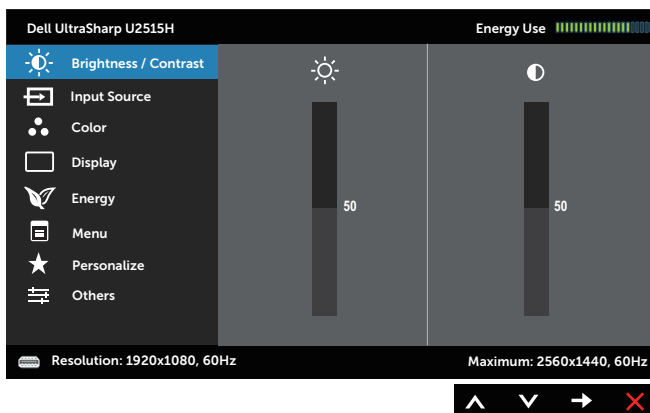 Dell UltraSharp U2515H
Energy Use
Brightness / Contrast
Input Source
Color
Display
Energy
Menu
Personalize
Others
50
50
Resolution: 1920x1080, 60Hz
Maximum: 2560x1440, 60Hz